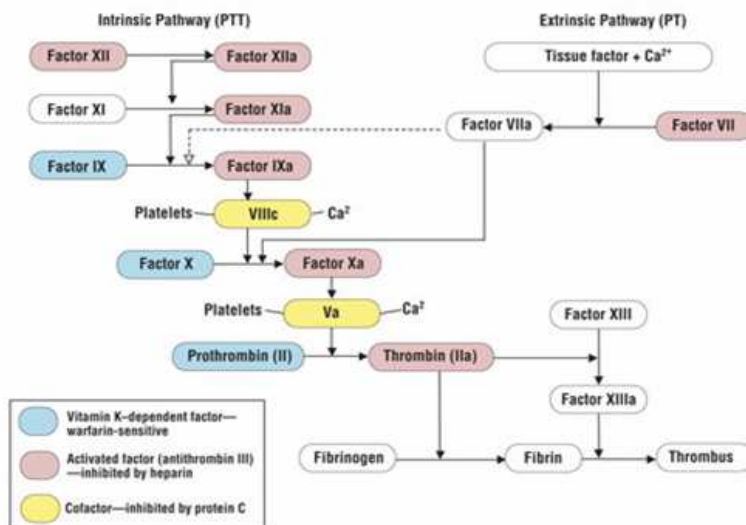 Intrinsic Pathway (PTT)
Extrinsic Pathway (PT)
Factor XII
Factor XIIa
Tissue factor + Ca²⁺
Factor XI
Factor XIa
Factor VIIa
Factor VII
Factor IX
Factor IXa
Platelets
VIIIc
Ca²
Factor X
Factor Xa
Platelets
Va
Ca²
Factor XIII
Prothrombin (II)
Thrombin (IIa)
Factor XIIIa
Fibrinogen
Fibrin
Thrombus
Vitamin K–dependent factor—
warfarin-sensitive
Activated factor (antithrombin III)
—inhibited by heparin
Cofactor—inhibited by protein C